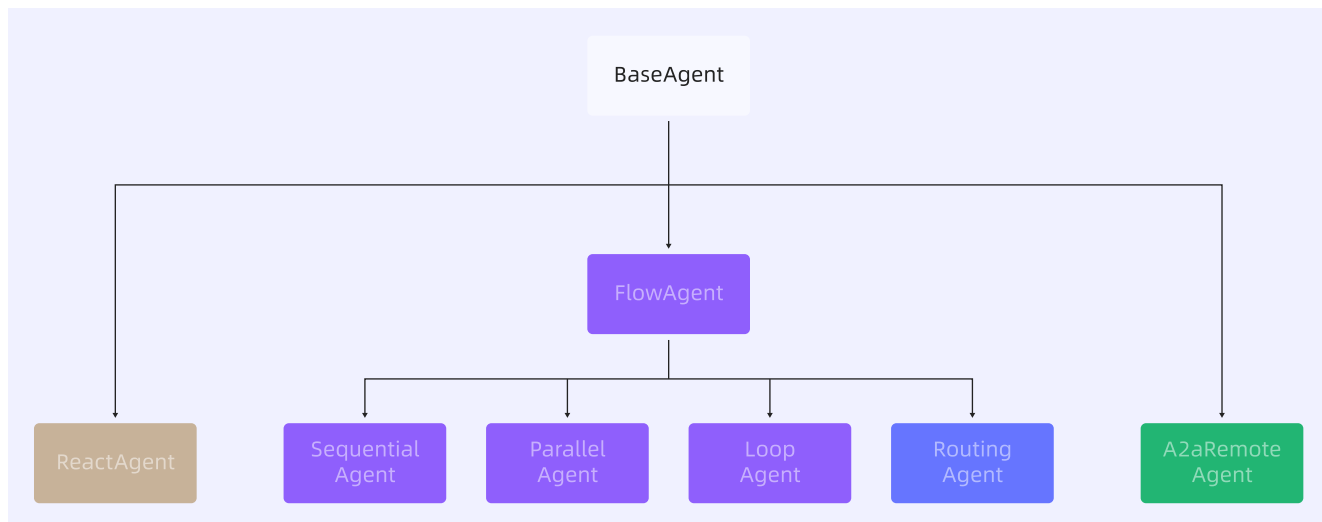 BaseAgent
FlowAgent
ReactAgent
Sequential
Agent
Parallel
Agent
Loop
Agent
Routing
Agent
A2aRemote
Agent